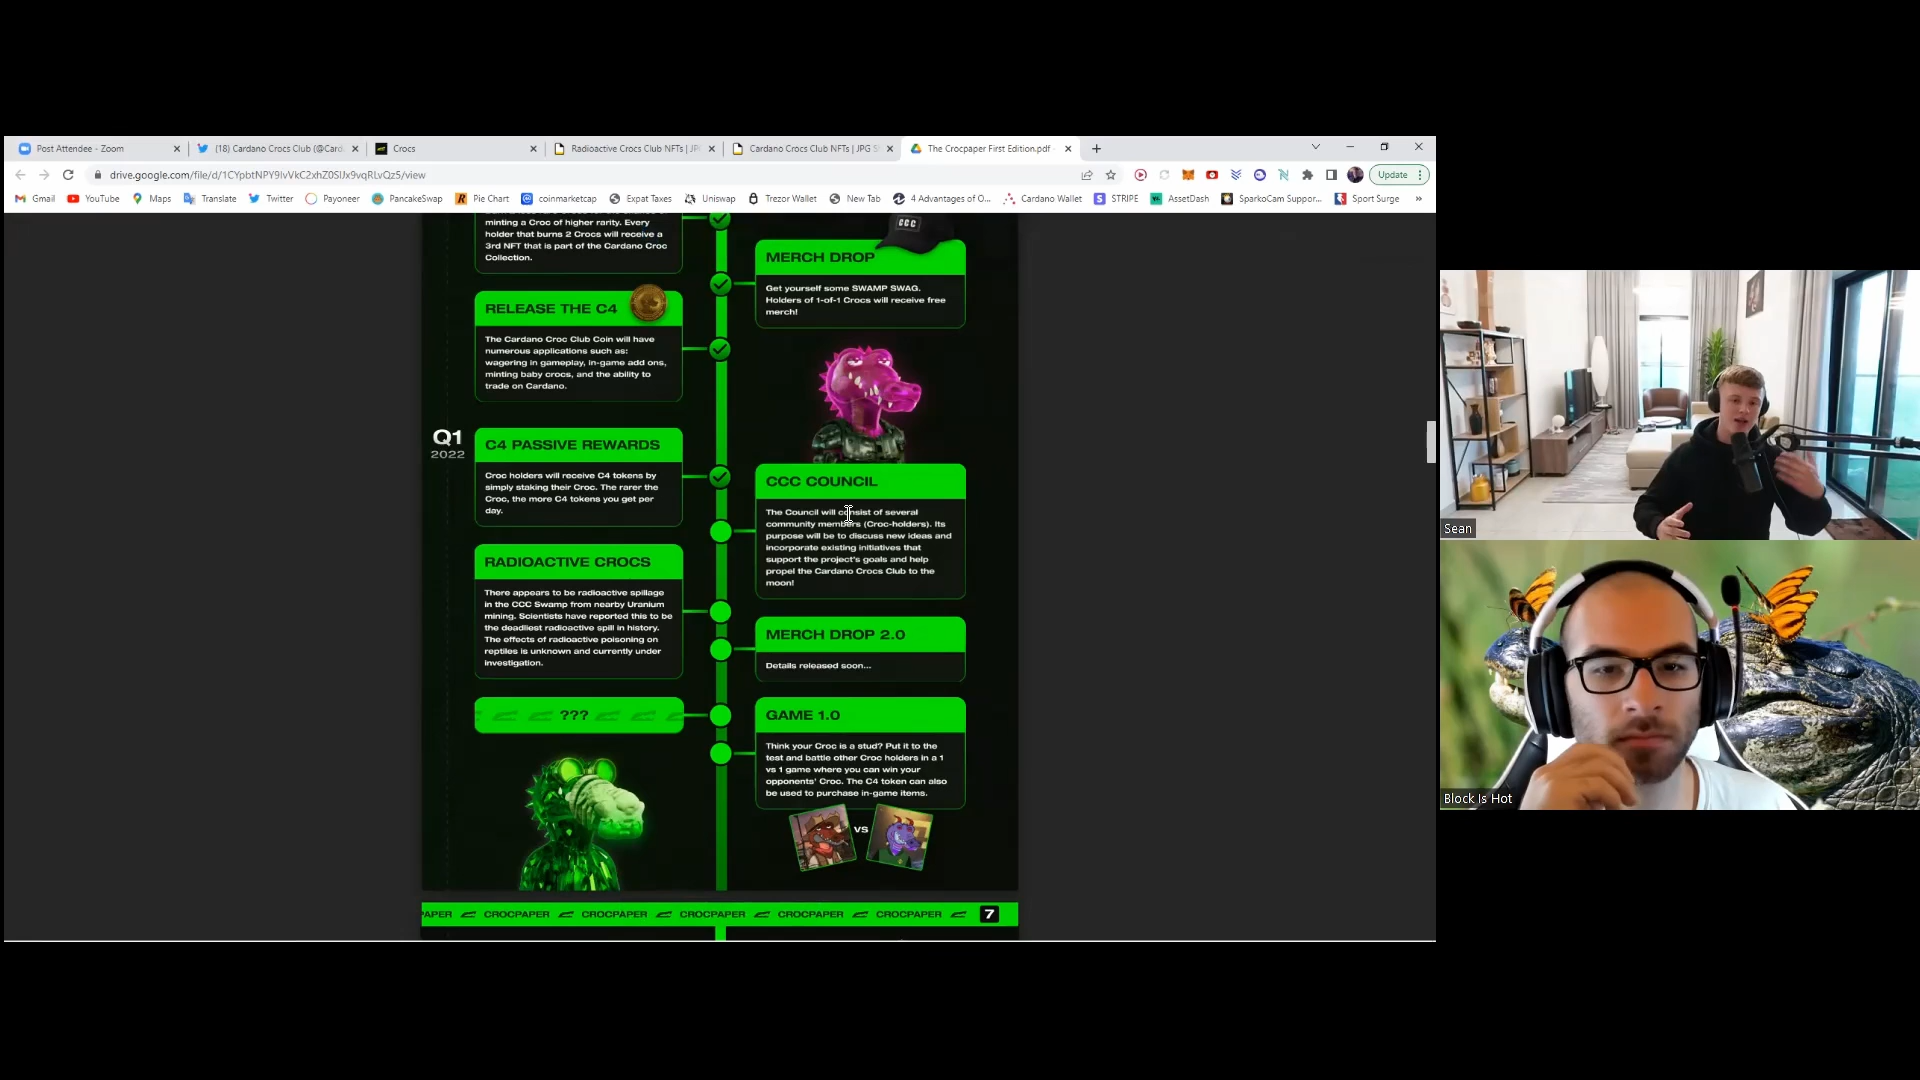 Post Attendee - Zoom
(18) Cardano Crocs Club (@Card
Crocs
Radioactive Crocs Club NFTs | JP
Cardano Crocs Club NFTs | JPG S
The Crocpaper First Edition.pdf -
drive.google.com/file/d/
Update
Gmail
YouTube
Maps
Translate
Twitter
Payoneer
PancakeSwap
Pie Chart
coinmarketcap
Expat Taxes
Uniswap
Trezor Wallet
New Tab
4 Advantages of O...
Cardano Wallet
STRIPE
AssetDash
SparkoCam Suppor...
Sport Surge
minting a Croc of higher rarity. Every
holder that burns 2 Crocs will receive a
3rd NFT that is part of the Cardano Croc
Collection.
CCC
MERCH DROP
Get yourself some SWAMP SWAG.
Holders of 1-of-1 Crocs will receive free
merch!
RELEASE THE C4
The Cardano Croc Club Coin will have
numerous applications such as:
wagering in gameplay, in-game add ons,
minting baby crocs, and the ability to
trade on Cardano.
Q1
2022
C4 PASSIVE REWARDS
Croc holders will receive C4 tokens by
simply staking their Croc. The rarer the
Croc, the more C4 tokens you get per
day.
CCC COUNCIL
The Council will consist of several
community members (Croc-holders). Its
purpose will be to discuss new ideas and
incorporate existing initiatives that
support the project's goals and help
propel the Cardano Crocs Club to the
moon!
RADIOACTIVE CROCS
There appears to be radioactive spillage
in the CCC Swamp from nearby Uranium
mining. Scientists have reported this to be
the deadliest radioactive spill in history.
The effects of radioactive poisoning on
reptiles is unknown and currently under
investigation.
MERCH DROP 2.0
Details released soon...
???
GAME 1.0
Think your Croc is a stud? Put it to the
test and battle other Croc holders in a 1
vs 1 game where you can win your
opponents' Croc. The C4 token can also
be used to purchase in-game items.
VS
PAPER CROCPAPER CROCPAPER CROCPAPER CROCPAPER CROCPAPER 7
Sean
Block Is Hot